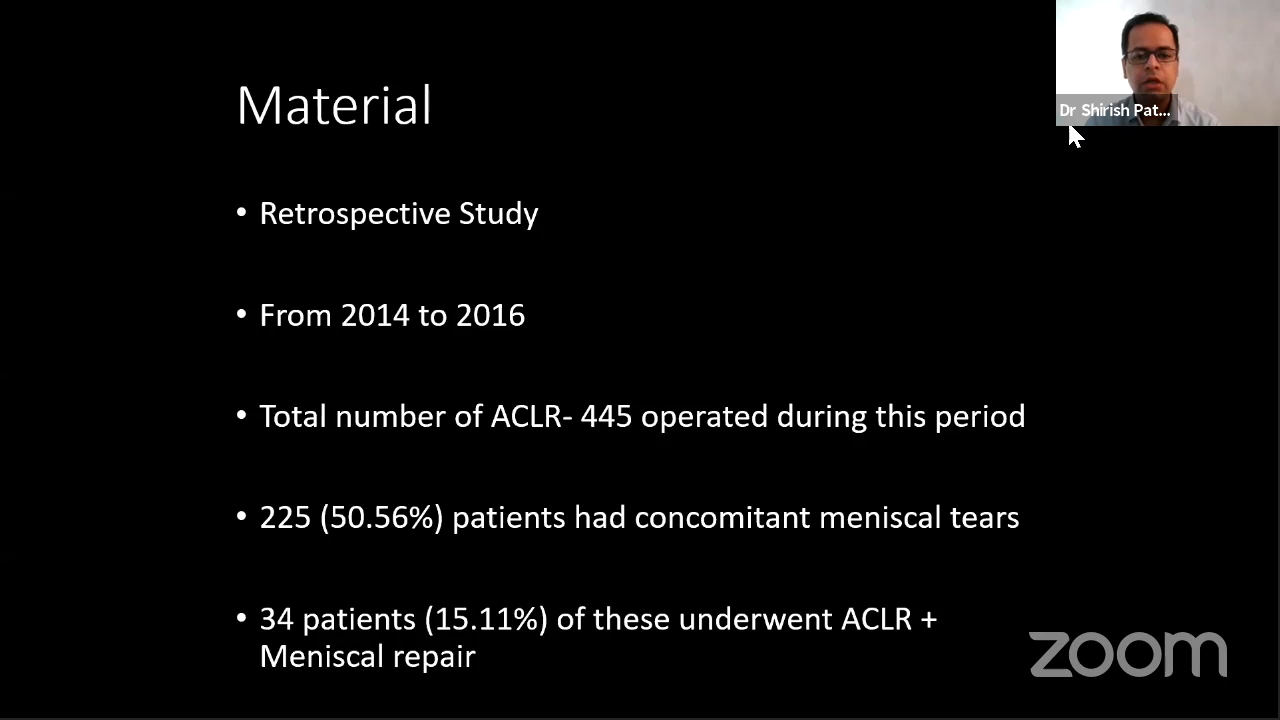 Material
• Retrospective Study
• From 2014 to 2016
• Total number of ACLR- 445 operated during this period
• 225 (50.56%) patients had concomitant meniscal tears
• 34 patients (15.11%) of these underwent ACLR +
Meniscal repair
Dr Shirish Pat...
zoom